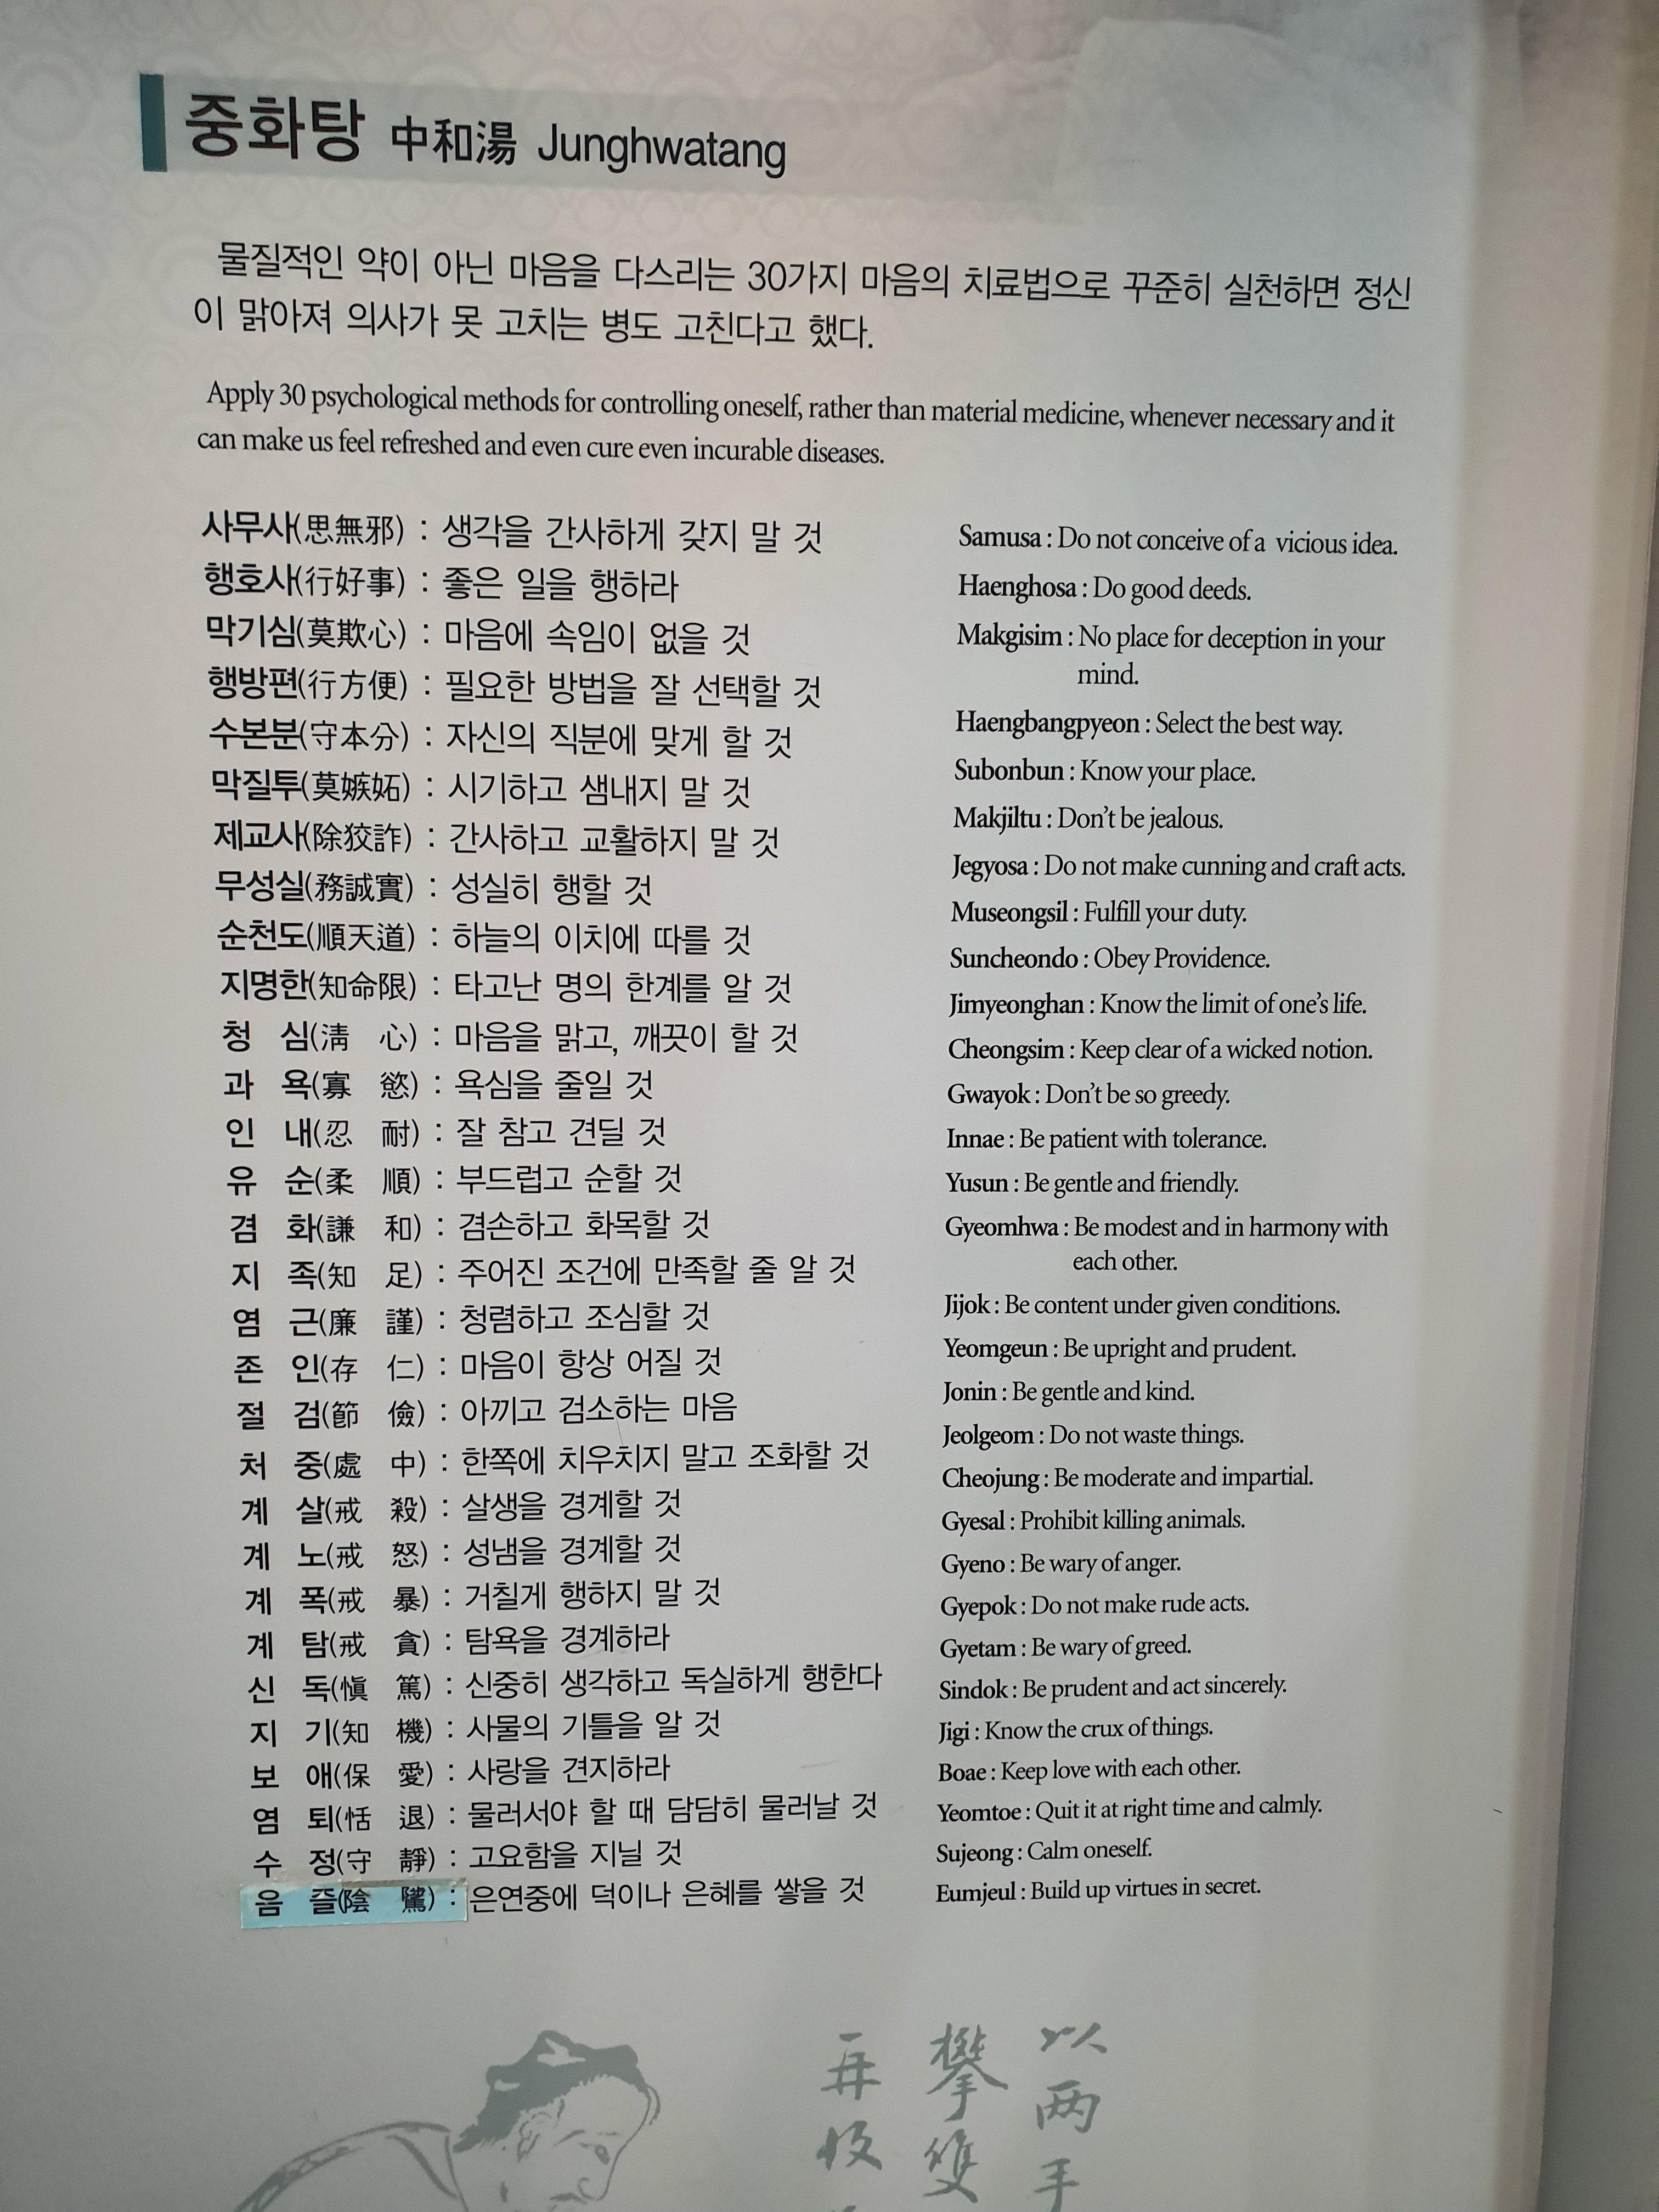 중화탕 中和湯 Junghwatang
물질적인 약이 아닌 마음을 다스리는 30가지 마음의 치료법으로 꾸준히 실천하면 정신
이 맑아져 의사가 못 고치는 병도 고친다고 했다.
Apply 30 psychological methods for controlling oneself, rather than material medicine, whenever necessary and it
can make us feel refreshed and even cure even incurable diseases.
사무사(思無邪) : 생각을 간사하게 갖지 말 것
행호사(行好事) : 좋은 일을 행하라
막기심(莫欺心) : 마음에 속임이 없을 것
행방편(行方便) : 필요한 방법을 잘 선택할 것
수본분(守本分) : 자신의 직분에 맞게 할 것
막질투(莫嫉妬) : 시기하고 샘내지 말 것
제교사(除狡詐) : 간사하고 교활하지 말 것
무성실(務誠實) : 성실히 행할 것
순천도(順天道) : 하늘의 이치에 따를 것
지명한(知命限) : 타고난 명의 한계를 알 것
청 심(淸 心) : 마음을 맑고, 깨끗이 할 것
과 욕(寡 慾) : 욕심을 줄일 것
인 내(忍 耐) : 잘 참고 견딜 것
유 순(柔 順) : 부드럽고 순할 것
겸 화(謙 和) : 겸손하고 화목할 것
지 족(知 足) : 주어진 조건에 만족할 줄 알 것
염 근(廉 謹) : 청렴하고 조심할 것
존 인(存 仁) : 마음이 항상 어질 것
절 검(節 儉) : 아끼고 검소하는 마음
처 중(處 中) : 한쪽에 치우치지 말고 조화할 것
계 살(戒 殺) : 살생을 경계할 것
계 노(戒 怒) : 성냄을 경계할 것
계 폭(戒 暴) : 거칠게 행하지 말 것
계 탐(戒 貪) : 탐욕을 경계하라
신 독(愼 篤) : 신중히 생각하고 독실하게 행한다
지 기(知 機) : 사물의 기틀을 알 것
보 애(保 愛) : 사랑을 견지하라
염 퇴(恬 退) : 물러서야 할 때 담담히 물러날 것
수 정(守 靜) : 고요함을 지닐 것
음 즐(陰 騭) : 은연중에 덕이나 은혜를 쌓을 것
Samusa : Do not conceive of a vicious idea.
Haenghosa : Do good deeds.
Makgisim : No place for deception in your
mind.
Haengbangpyeon : Select the best way.
Subonbun : Know your place.
Makjiltu : Don't be jealous.
Jegyosa : Do not make cunning and craft acts.
Museongsil : Fulfill your duty.
Suncheondo : Obey Providence.
Jimyeonghan : Know the limit of one's life.
Cheongsim : Keep clear of a wicked notion.
Gwayok : Don't be so greedy.
Innae : Be patient with tolerance.
Yusun : Be gentle and friendly.
Gyeomhwa : Be modest and in harmony with
each other.
Jijok : Be content under given conditions.
Yeomgeun : Be upright and prudent.
Jonin : Be gentle and kind.
Jeolgeom : Do not waste things.
Cheojung : Be moderate and impartial.
Gyesal : Prohibit killing animals.
Gyeno : Be wary of anger.
Gyepok : Do not make rude acts.
Gyetam : Be wary of greed.
Sindok : Be prudent and act sincerely.
Jigi : Know the crux of things.
Boae : Keep love with each other.
Yeomtoe : Quit it at right time and calmly.
Sujeong : Calm oneself.
Eumjeul : Build up virtues in secret.
以两手
攀雙
再